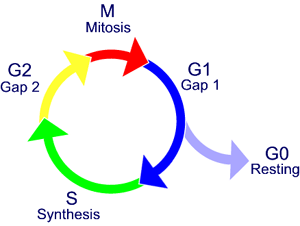 M
Mitosis
G2
Gap 2
G1
Gap 1
G0
Resting
S
Synthesis